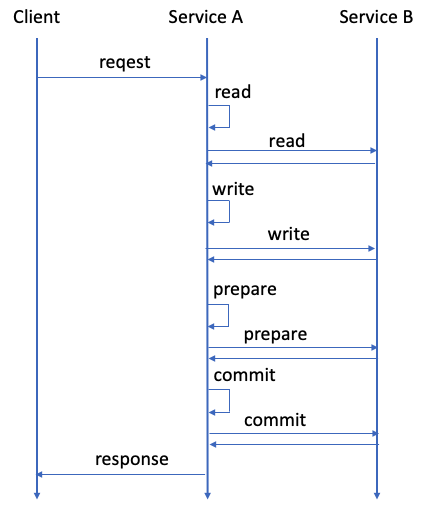 Client Service A Service B
reqest
read
read
write
write
prepare
prepare
commit
commit
response